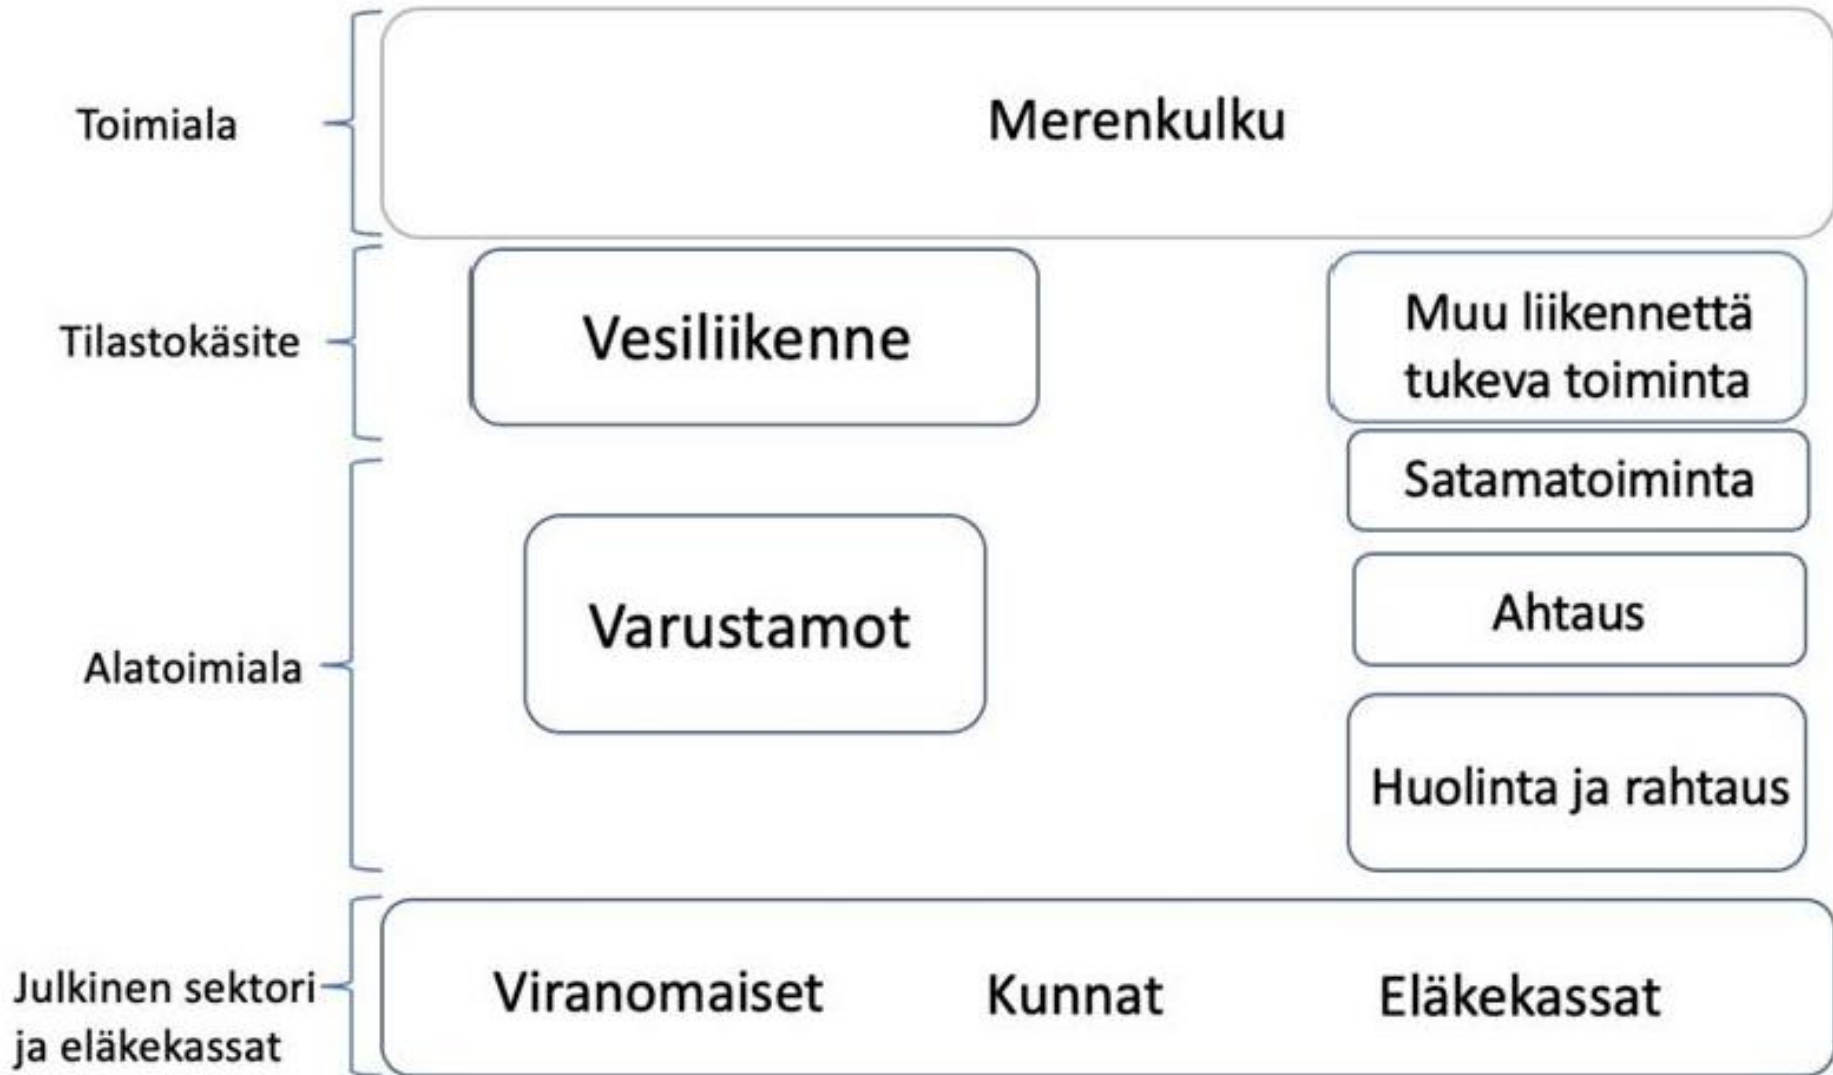 Toimiala
Merenkulku
Tilastokäsite
Vesiliikenne
Muu liikennettä
tukeva toiminta
Alatoimiala
Varustamot
Satamatoiminta
Ahtaus
Huolinta ja rahtaus
Julkinen sektori
ja eläkekassat
Viranomaiset
Kunnat
Eläkekassat